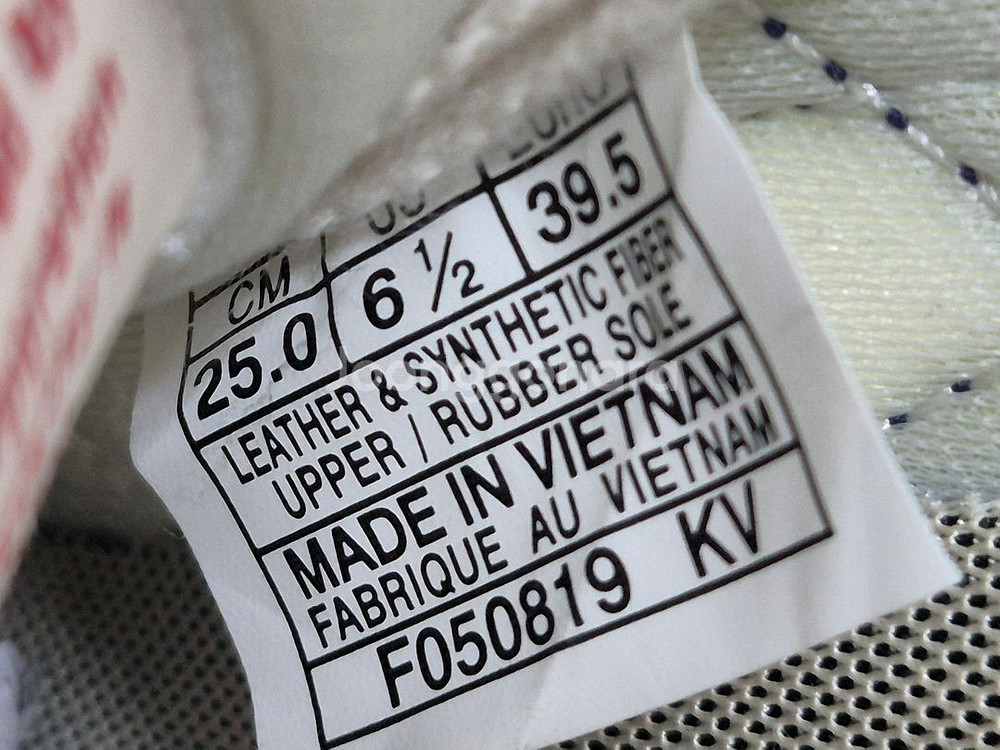 EURO
CM
25.0 6 ½ 39.5
LEATHER & SYNTHETIC FIBER
UPPER / RUBBER SOLE
MADE IN VIETNAM
FABRIQUE AU VIETNAM
F050819 KV